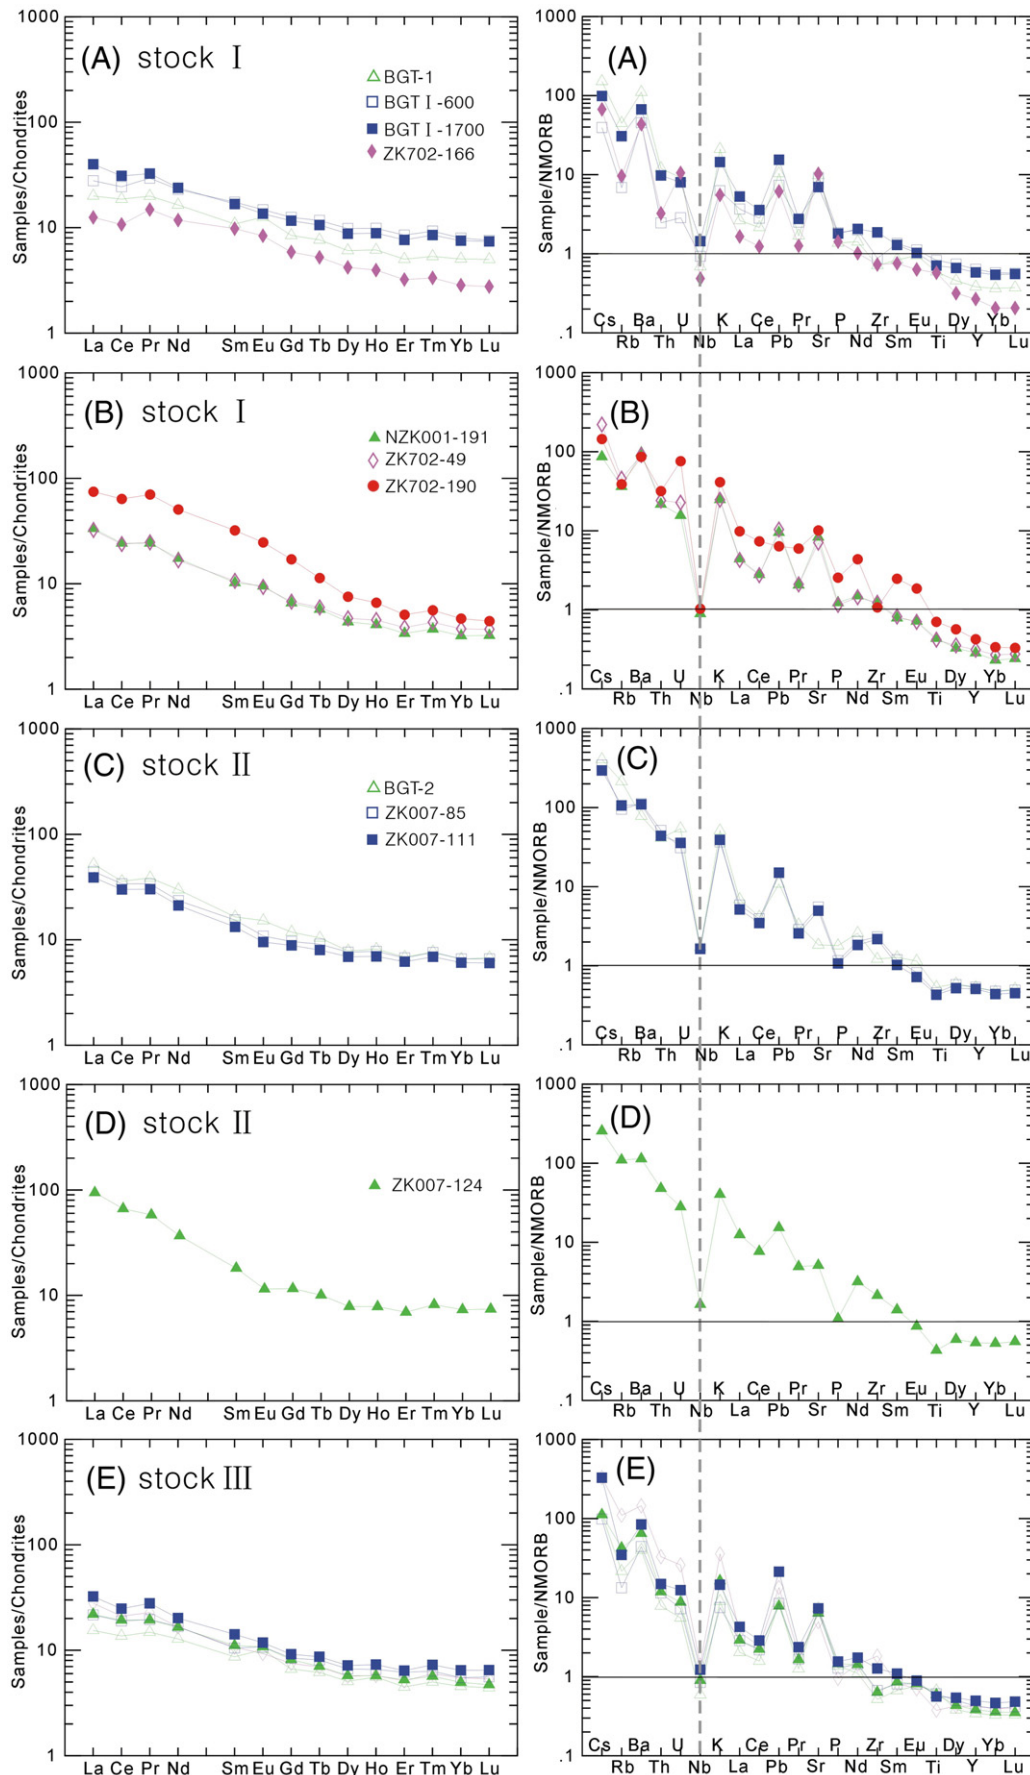 1000
(A) stock I
BGT-1
BGT I -600
BGT I -1700
ZK702-166
100
10
1
Samples/Chondrites
La Ce Pr Nd Sm Eu Gd Tb Dy Ho Er Tm Yb Lu
1000
(A)
100
10
1
.1
Sample/NMORB
Cs Ba U K Ce Pr P Zr Eu Dy Yb
Rb Th Nb La Pb Sr Nd Sm Ti Y Lu
1000
(B) stock I
NZK001-191
ZK702-49
ZK702-190
100
10
1
Samples/Chondrites
La Ce Pr Nd Sm Eu Gd Tb Dy Ho Er Tm Yb Lu
1000
(B)
100
10
1
.1
Sample/NMORB
Cs Ba U K Ce Pr P Zr Eu Dy Yb
Rb Th Nb La Pb Sr Nd Sm Ti Y Lu
1000
(C) stock II
BGT-2
ZK007-85
ZK007-111
100
10
1
Samples/Chondrites
La Ce Pr Nd Sm Eu Gd Tb Dy Ho Er Tm Yb Lu
1000
(C)
100
10
1
.1
Sample/NMORB
Cs Ba U K Ce Pr P Zr Eu Dy Yb
Rb Th Nb La Pb Sr Nd Sm Ti Y Lu
1000
(D) stock II
ZK007-124
100
10
1
Samples/Chondrites
La Ce Pr Nd Sm Eu Gd Tb Dy Ho Er Tm Yb Lu
1000
(D)
100
10
1
.1
Sample/NMORB
Cs Ba U K Ce Pr P Zr Eu Dy Yb
Rb Th Nb La Pb Sr Nd Sm Ti Y Lu
1000
(E) stock III
100
10
1
Samples/Chondrites
La Ce Pr Nd Sm Eu Gd Tb Dy Ho Er Tm Yb Lu
1000
(E)
100
10
1
.1
Sample/NMORB
Cs Ba U K Ce Pr P Zr Eu Dy Yb
Rb Th Nb La Pb Sr Nd Sm Ti Y Lu